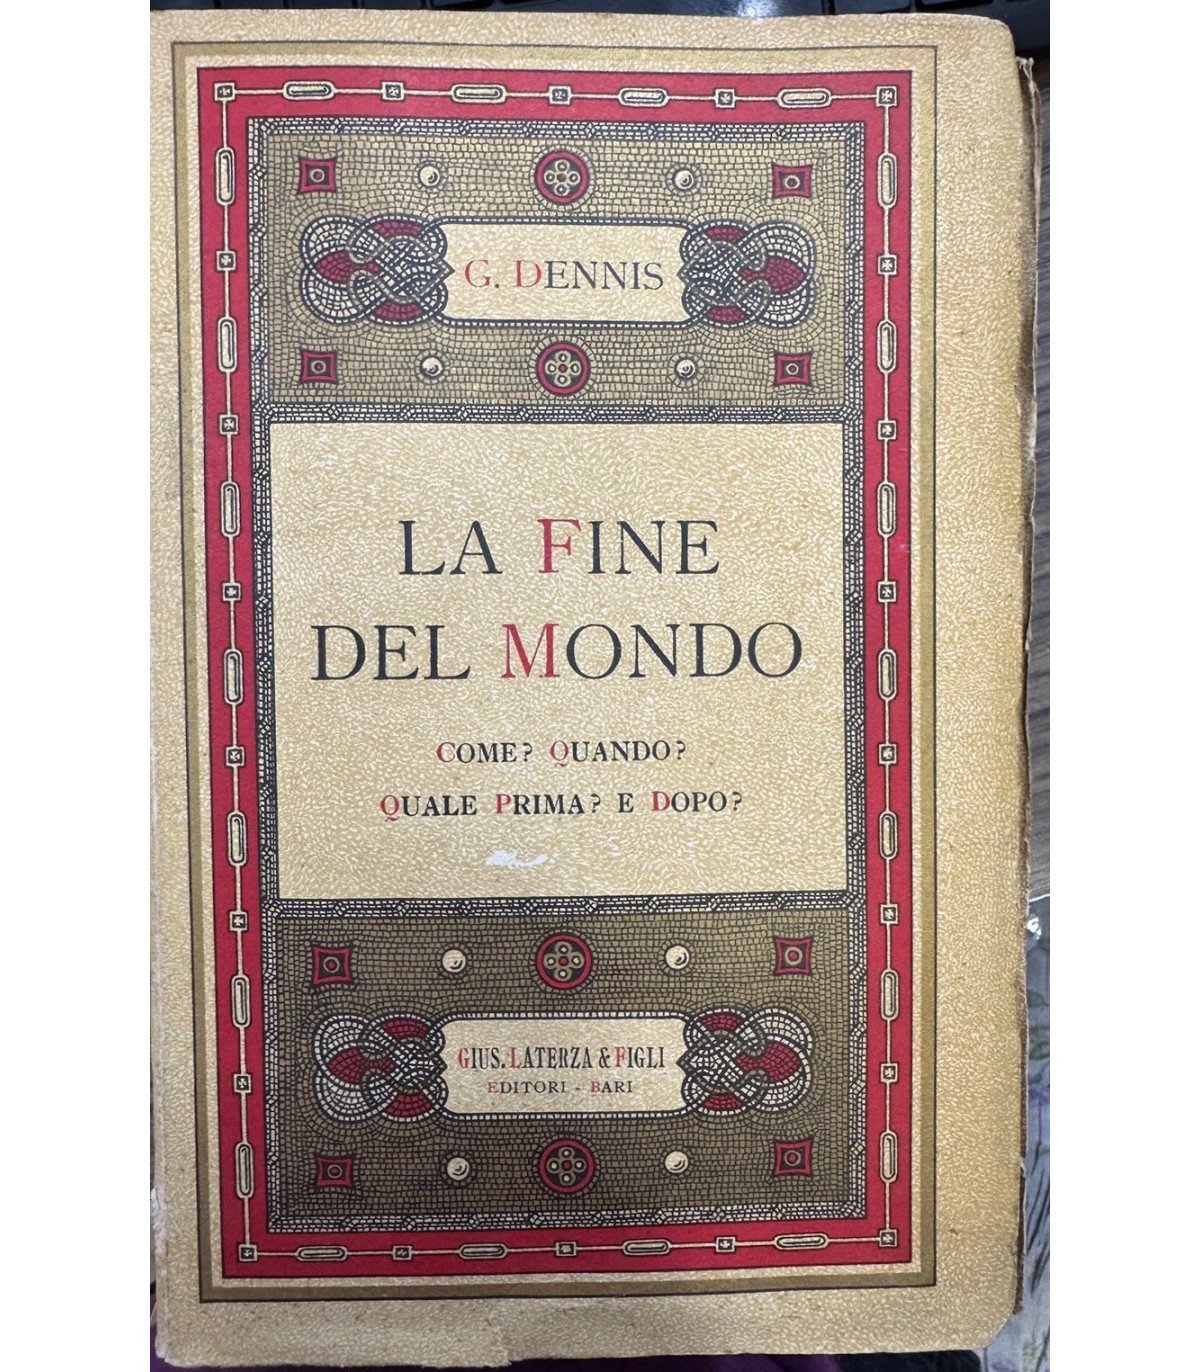 G. DENNIS
LA FINE
DEL MONDO
COME? QUANDO?
QUALE PRIMA? E DOPO?
GIUS. LATERZA & FIGLI
EDITORI - BARI